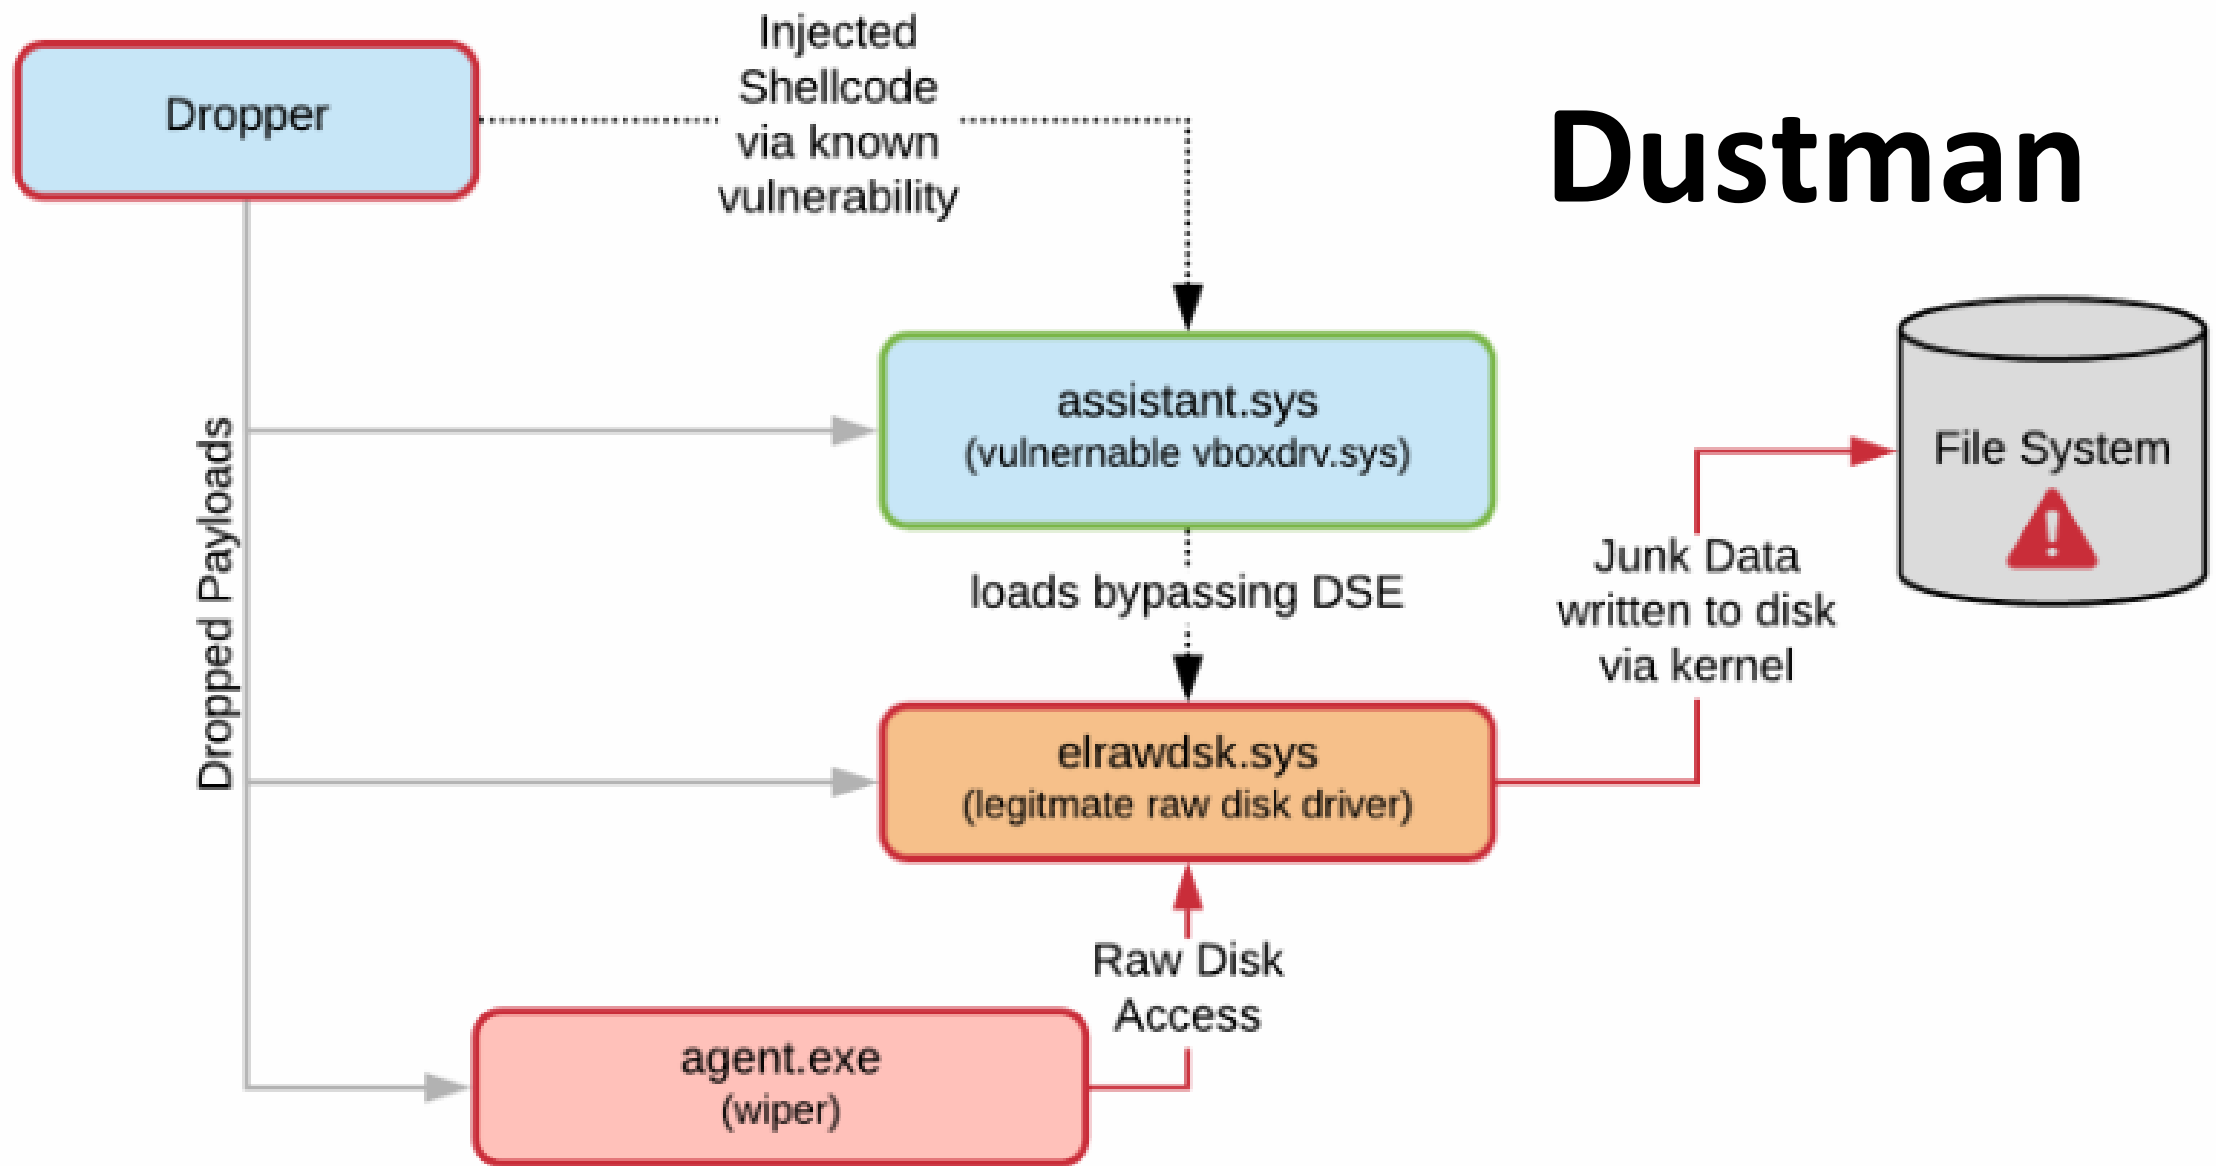 Dropper
Injected
Shellcode
via known
vulnerability
Dustman
assistant.sys
(vulnernable vboxdrv.sys)
File System
loads bypassing DSE
Junk Data
written to disk
via kernel
Dropped Payloads
elrawdsk.sys
(legitmate raw disk driver)
Raw Disk
Access
agent.exe
(wiper)